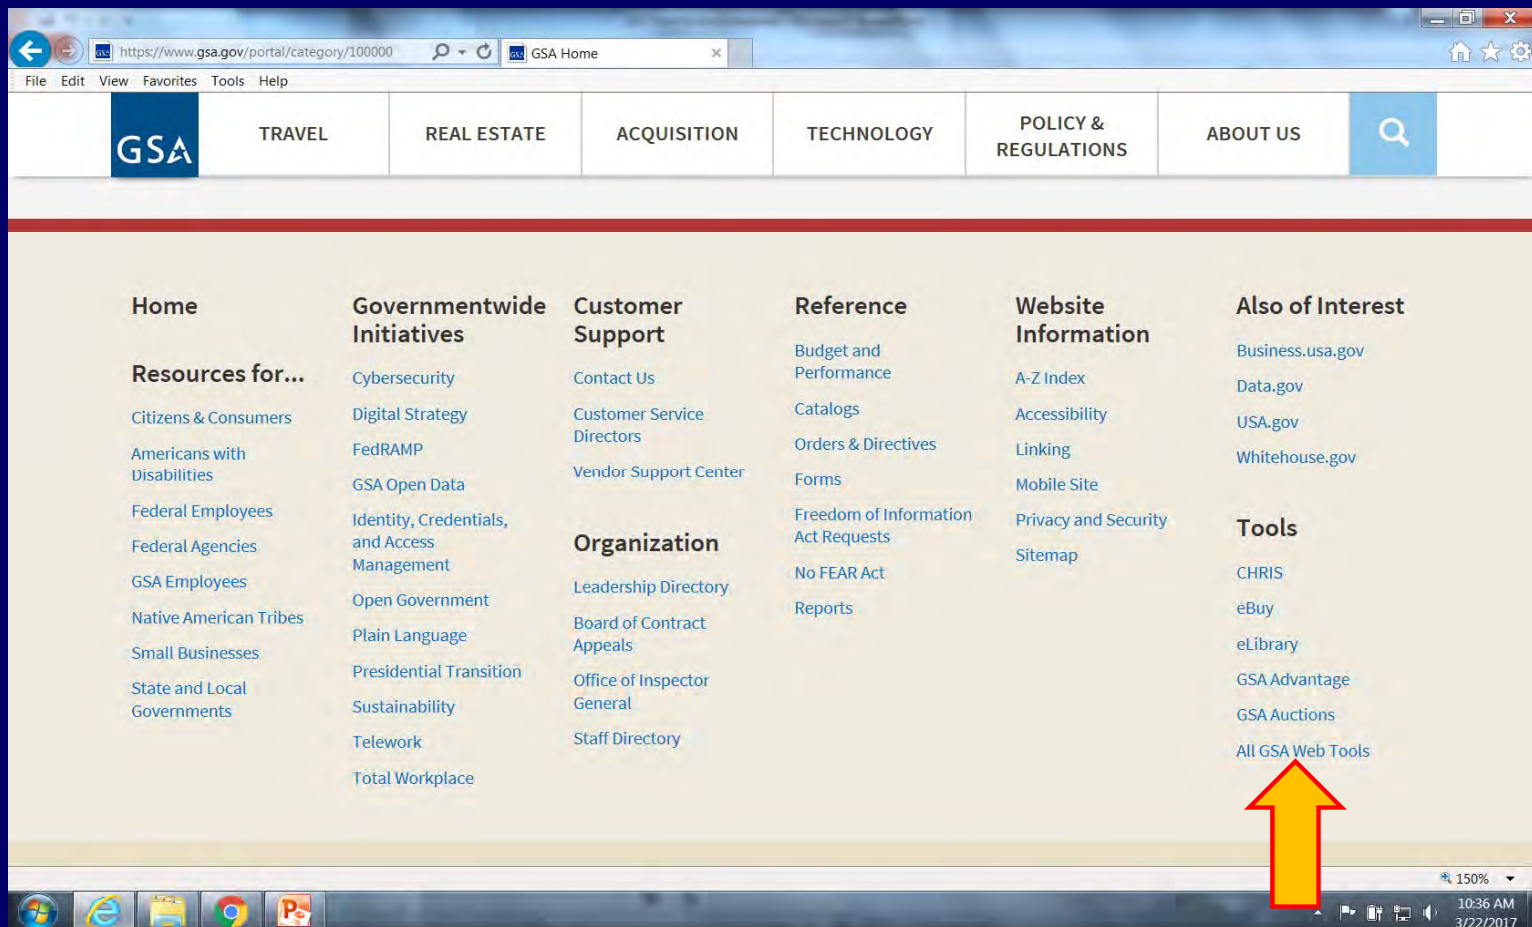 https://www.gsa.gov/portal/category/100000
GSA Home
File Edit View Favorites Tools Help
GSA
TRAVEL
REAL ESTATE
ACQUISITION
TECHNOLOGY
POLICY &
REGULATIONS
ABOUT US
Home
Resources for...
Citizens & Consumers
Americans with
Disabilities
Federal Employees
Federal Agencies
GSA Employees
Native American Tribes
Small Businesses
State and Local
Governments
Governmentwide
Initiatives
Cybersecurity
Digital Strategy
FedRAMP
GSA Open Data
Identity, Credentials,
and Access
Management
Open Government
Plain Language
Presidential Transition
Sustainability
Telework
Total Workplace
Customer
Support
Contact Us
Customer Service
Directors
Vendor Support Center
Organization
Leadership Directory
Board of Contract
Appeals
Office of Inspector
General
Staff Directory
Reference
Budget and
Performance
Catalogs
Orders & Directives
Forms
Freedom of Information
Act Requests
No FEAR Act
Reports
Website
Information
A-Z Index
Accessibility
Linking
Mobile Site
Privacy and Security
Sitemap
Also of Interest
Business.usa.gov
Data.gov
USA.gov
Whitehouse.gov
Tools
CHRIS
eBuy
eLibrary
GSA Advantage
GSA Auctions
All GSA Web Tools
150%
10:36 AM
3/22/2017